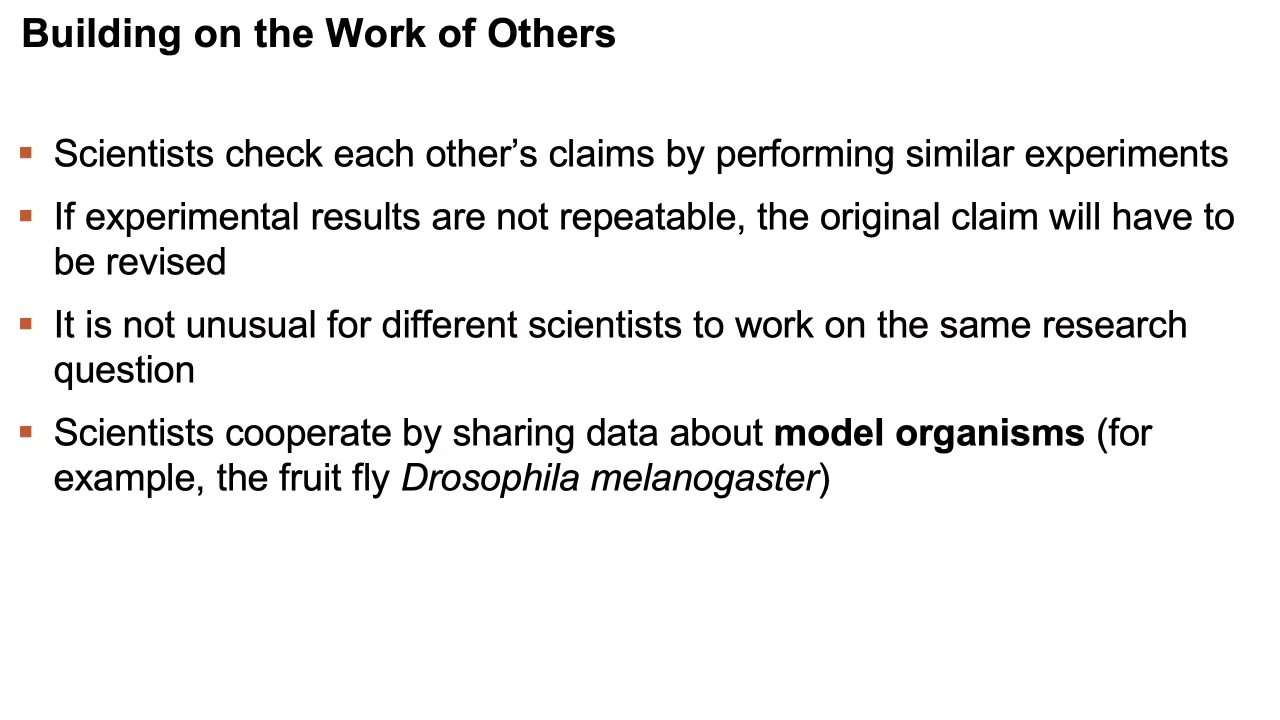 Building on the Work of Others
▪ Scientists check each other’s claims by performing similar experiments
▪ If experimental results are not repeatable, the original claim will have to
be revised
▪ It is not unusual for different scientists to work on the same research
question
▪ Scientists cooperate by sharing data about model organisms (for
example, the fruit fly Drosophila melanogaster)